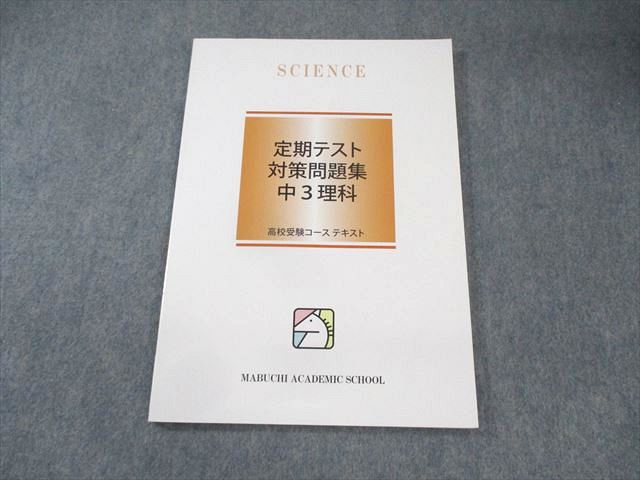 SCIENCE
定期テスト
対策問題集
中3理科
高校受験コース テキスト
MABUCHI ACADEMIC SCHOOL